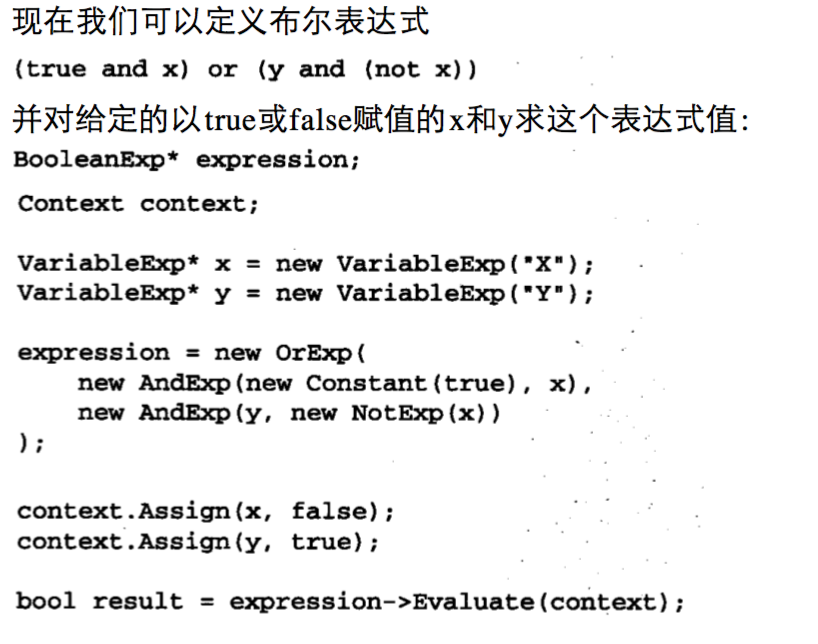 现在我们可以定义布尔表达式
(true and x) or (y and (not x))
并对给定的以true或false赋值的x和y求这个表达式值：
BooleanExp* expression;
Context context;
VariableExp* x = new VariableExp("X");
VariableExp* y = new VariableExp("Y");
expression = new OrExp(
new AndExp(new Constant(true), x),
new AndExp(y, new NotExp(x))
);
context.Assign(x, false);
context.Assign(y, true);
bool result = expression->Evaluate(context);